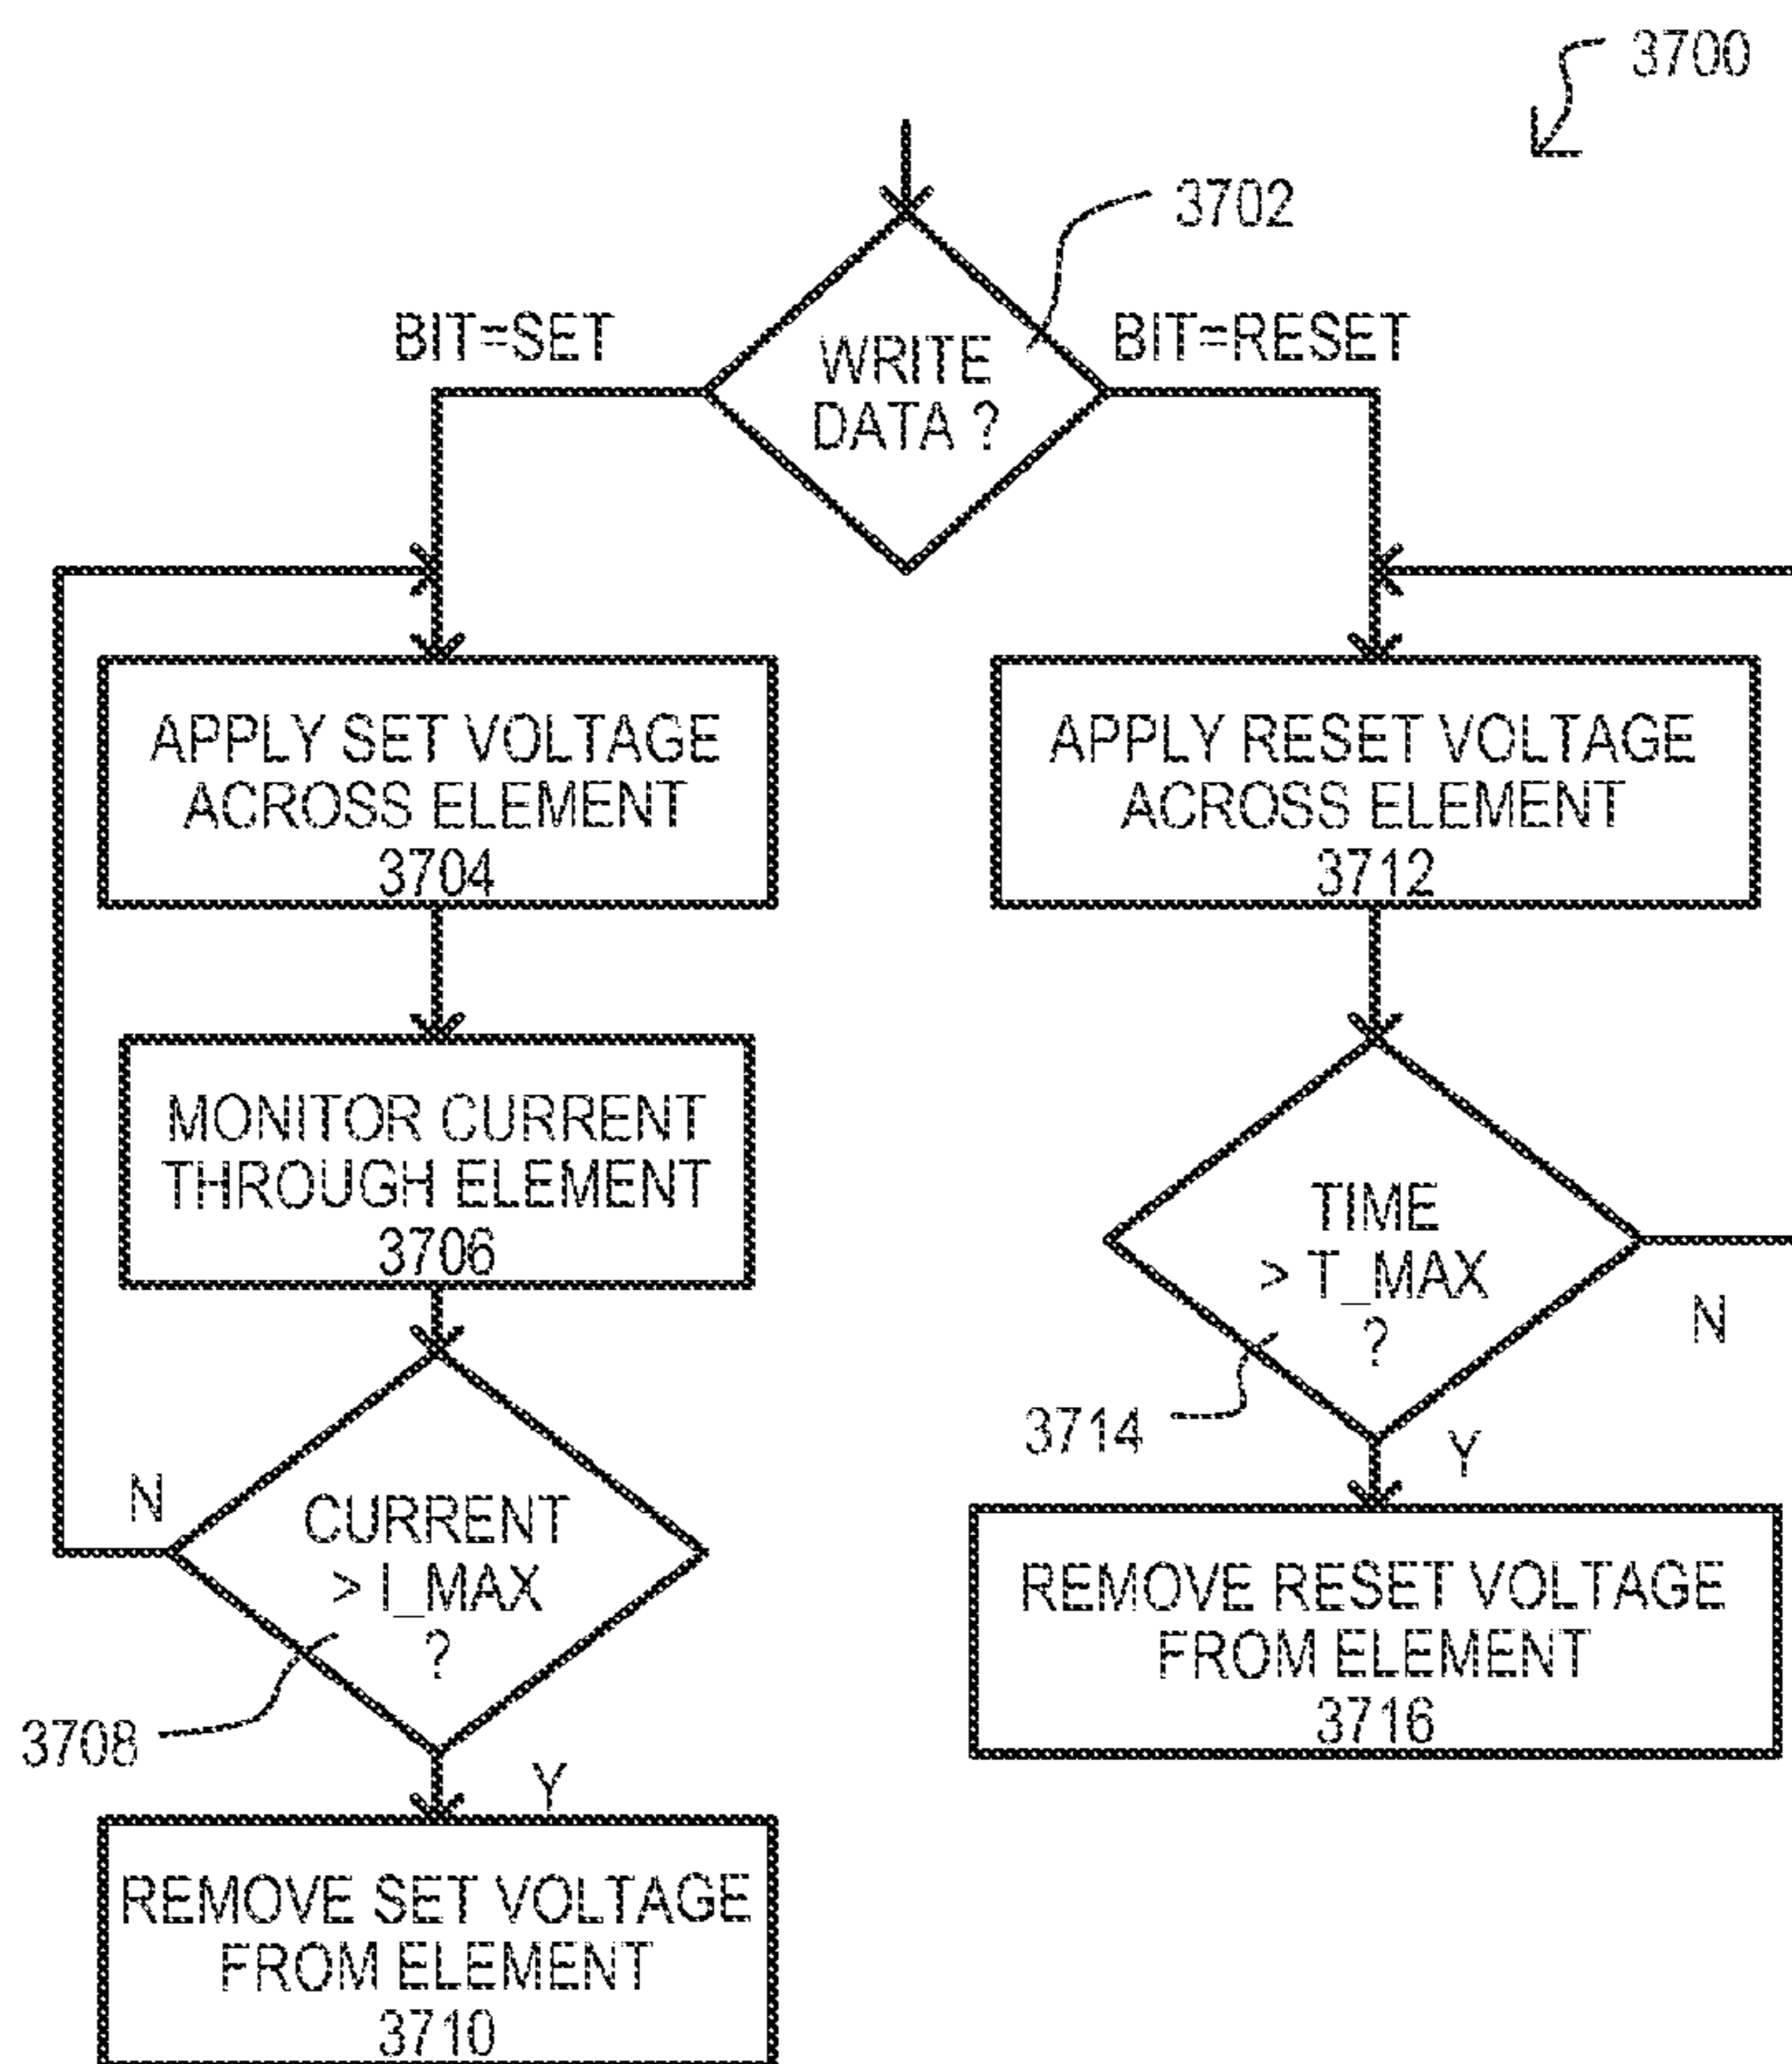 3700
3702
BIT=SET
BIT=RESET
WRITE
DATA ?
APPLY SET VOLTAGE
ACROSS ELEMENT
3704
APPLY RESET VOLTAGE
ACROSS ELEMENT
3712
MONITOR CURRENT
THROUGH ELEMENT
3706
TIME
> T_MAX
?
N
3714
Y
N
CURRENT
> I_MAX
?
3708
Y
REMOVE RESET VOLTAGE
FROM ELEMENT
3716
REMOVE SET VOLTAGE
FROM ELEMENT
3710